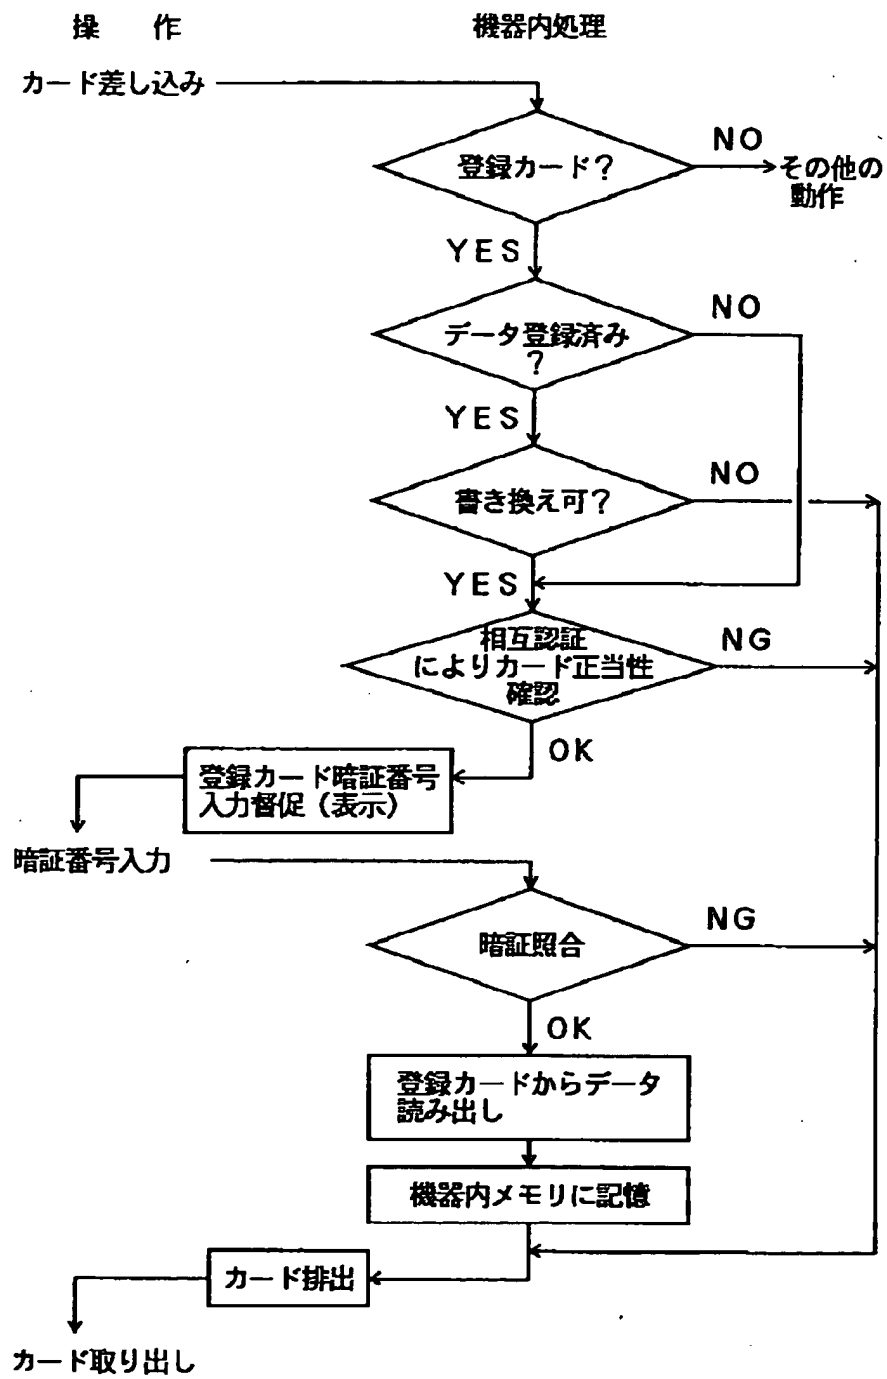 操 作 機器内処理
カード差し込み
登録カード?
NO
その他の
動作
YES
データ登録済み
?
NO
YES
書き換え可?
NO
YES
相互認証
によりカード正当性
確認
NG
OK
登録カード暗証番号
入力督促(表示)
暗証番号入力
暗証照合
NG
OK
登録カードからデータ
読み出し
機器内メモリに記憶
カード排出
カード取り出し